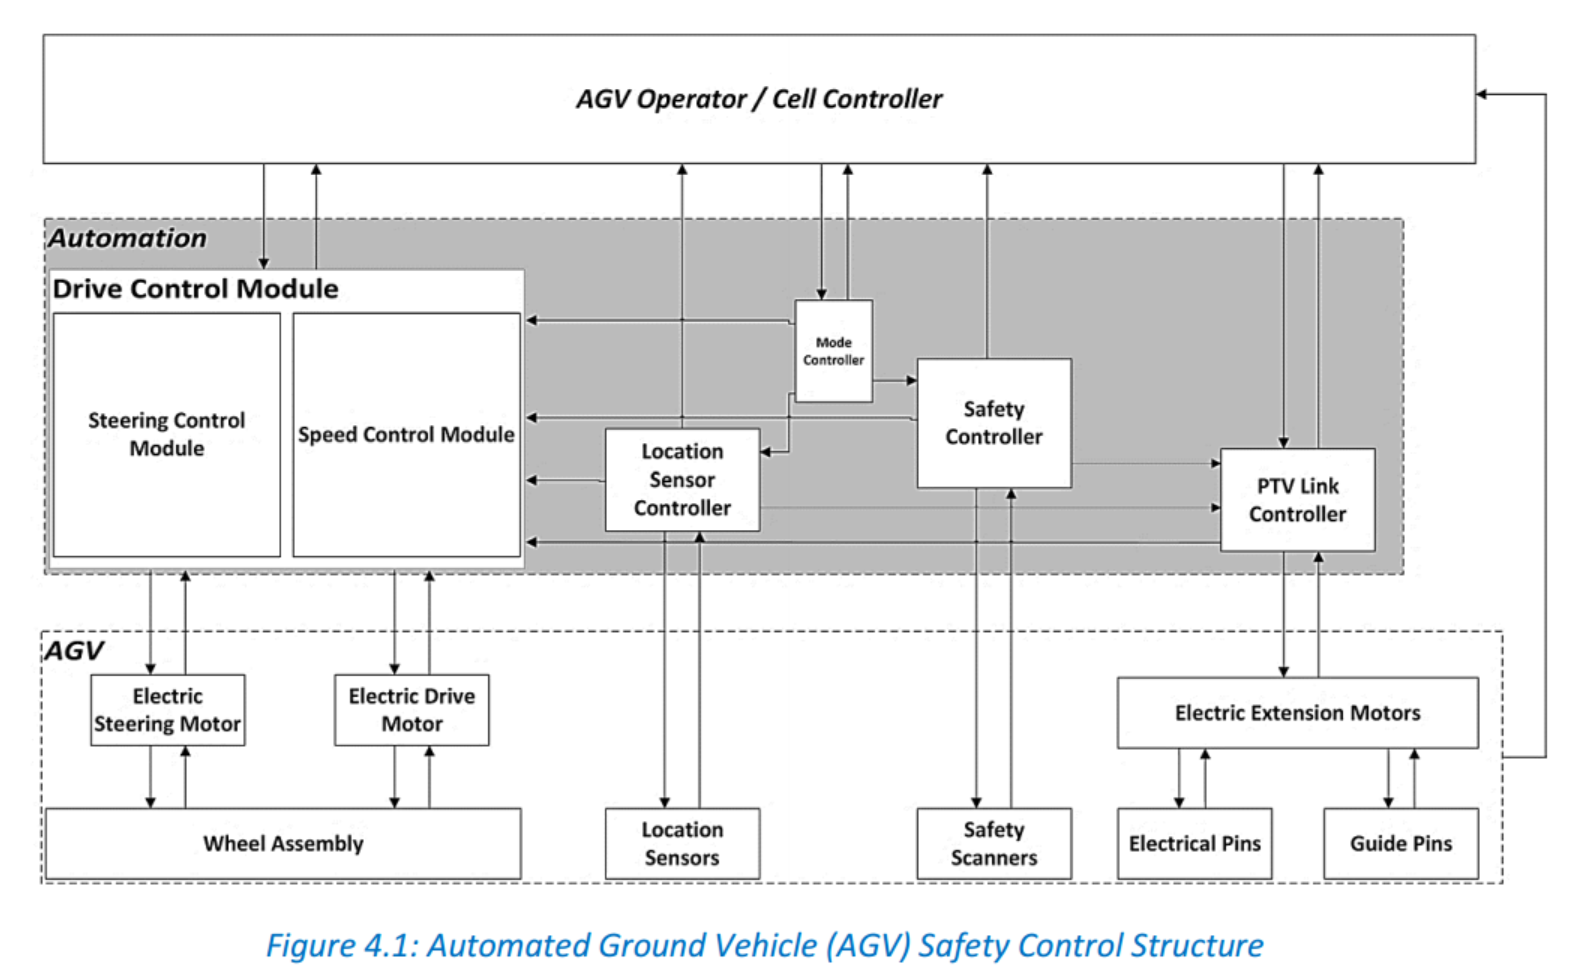 AGV Operator / Cell Controller
Automation
Drive Control Module
Mode
Controller
Steering Control
Module
Speed Control Module
Safety
Controller
Location
Sensor
Controller
PTV Link
Controller
AGV
Electric
Steering Motor
Electric Drive
Motor
Electric Extension Motors
Wheel Assembly
Location
Sensors
Safety
Scanners
Electrical Pins
Guide Pins
Figure 4.1: Automated Ground Vehicle (AGV) Safety Control Structure